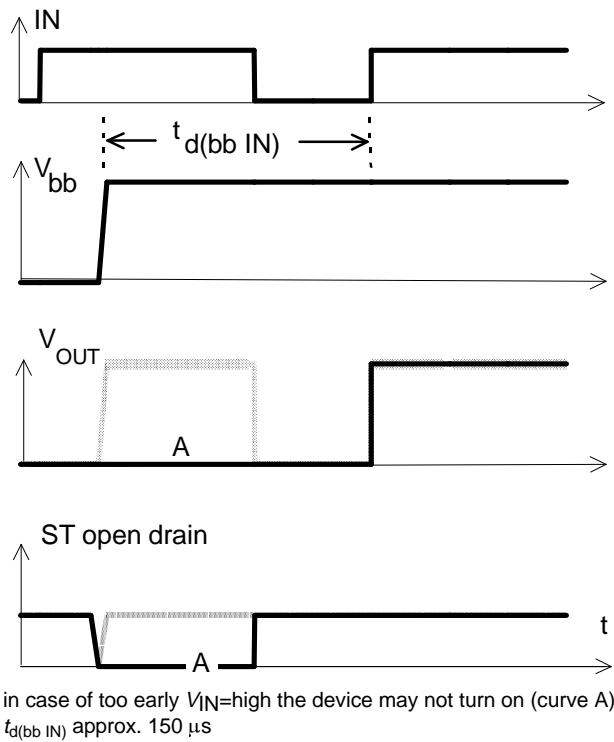 IN
t d(bb IN)
V bb
V OUT
A
ST open drain
t
A
in case of too early VIN=high the device may not turn on (curve A)
td(bb IN) approx. 150 μs